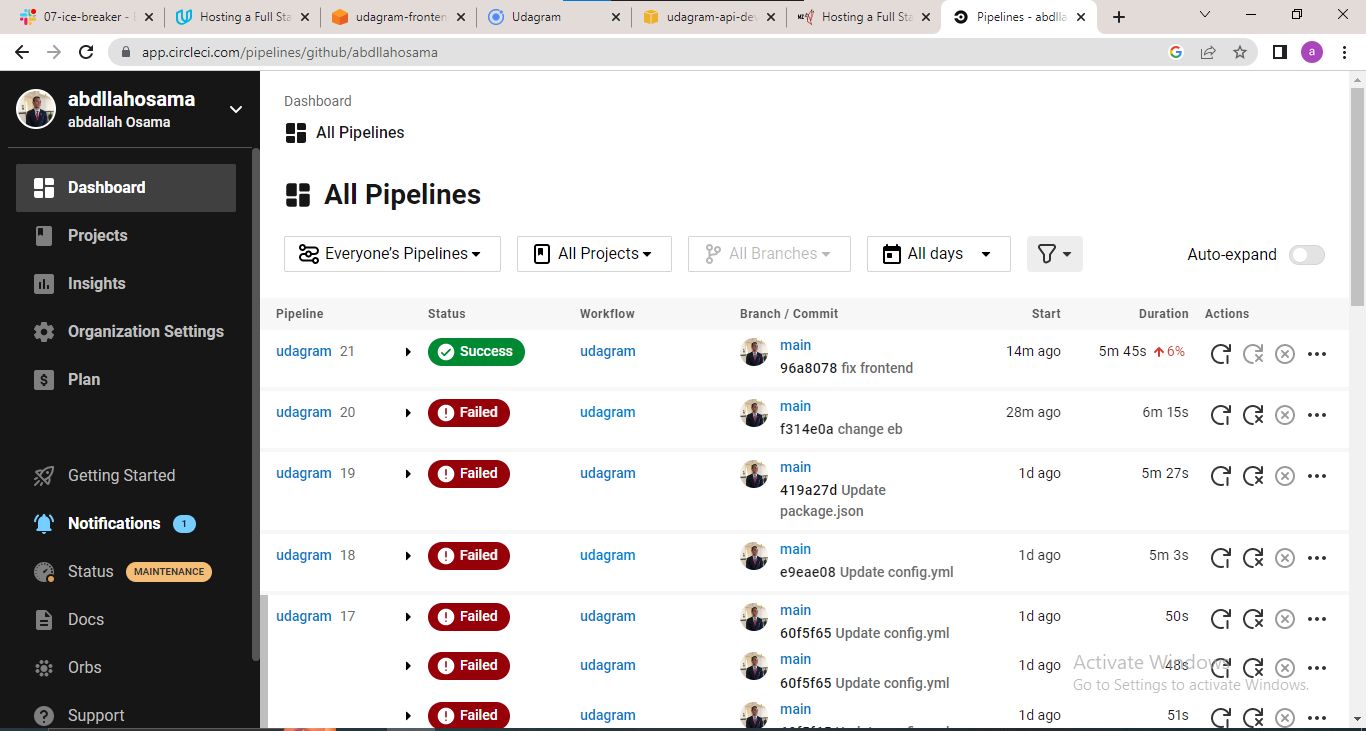 07-ice-breaker -
Hosting a Full Sta
udagram-fronten
Udagram
udagram-api-dev
Hosting a Full Sta
Pipelines - abdlla
app.circleci.com/pipelines/github/abdllahosama
a
abdllahosama
abdallah Osama
Dashboard
Projects
Insights
Organization Settings
Plan
Getting Started
Notifications 1
Status MAINTENANCE
Docs
Orbs
Support
Dashboard
All Pipelines
All Pipelines
Everyone's Pipelines
All Projects
All Branches
All days
Auto-expand
Pipeline Status Workflow Branch / Commit Start Duration Actions
udagram 21 Success udagram main 14m ago 5m 45s 6%
96a8078 fix frontend
udagram 20 Failed udagram main 28m ago 6m 15s
f314e0a change eb
udagram 19 Failed udagram main 1d ago 5m 27s
419a27d Update
package.json
udagram 18 Failed udagram main 1d ago 5m 3s
e9eae08 Update config.yml
udagram 17 Failed udagram main 1d ago 50s
60f5f65 Update config.yml
Failed udagram main 1d ago 48s
60f5f65 Update config.yml
Failed udagram main 1d ago 51s
Activate Windows
Go to Settings to activate Windows.